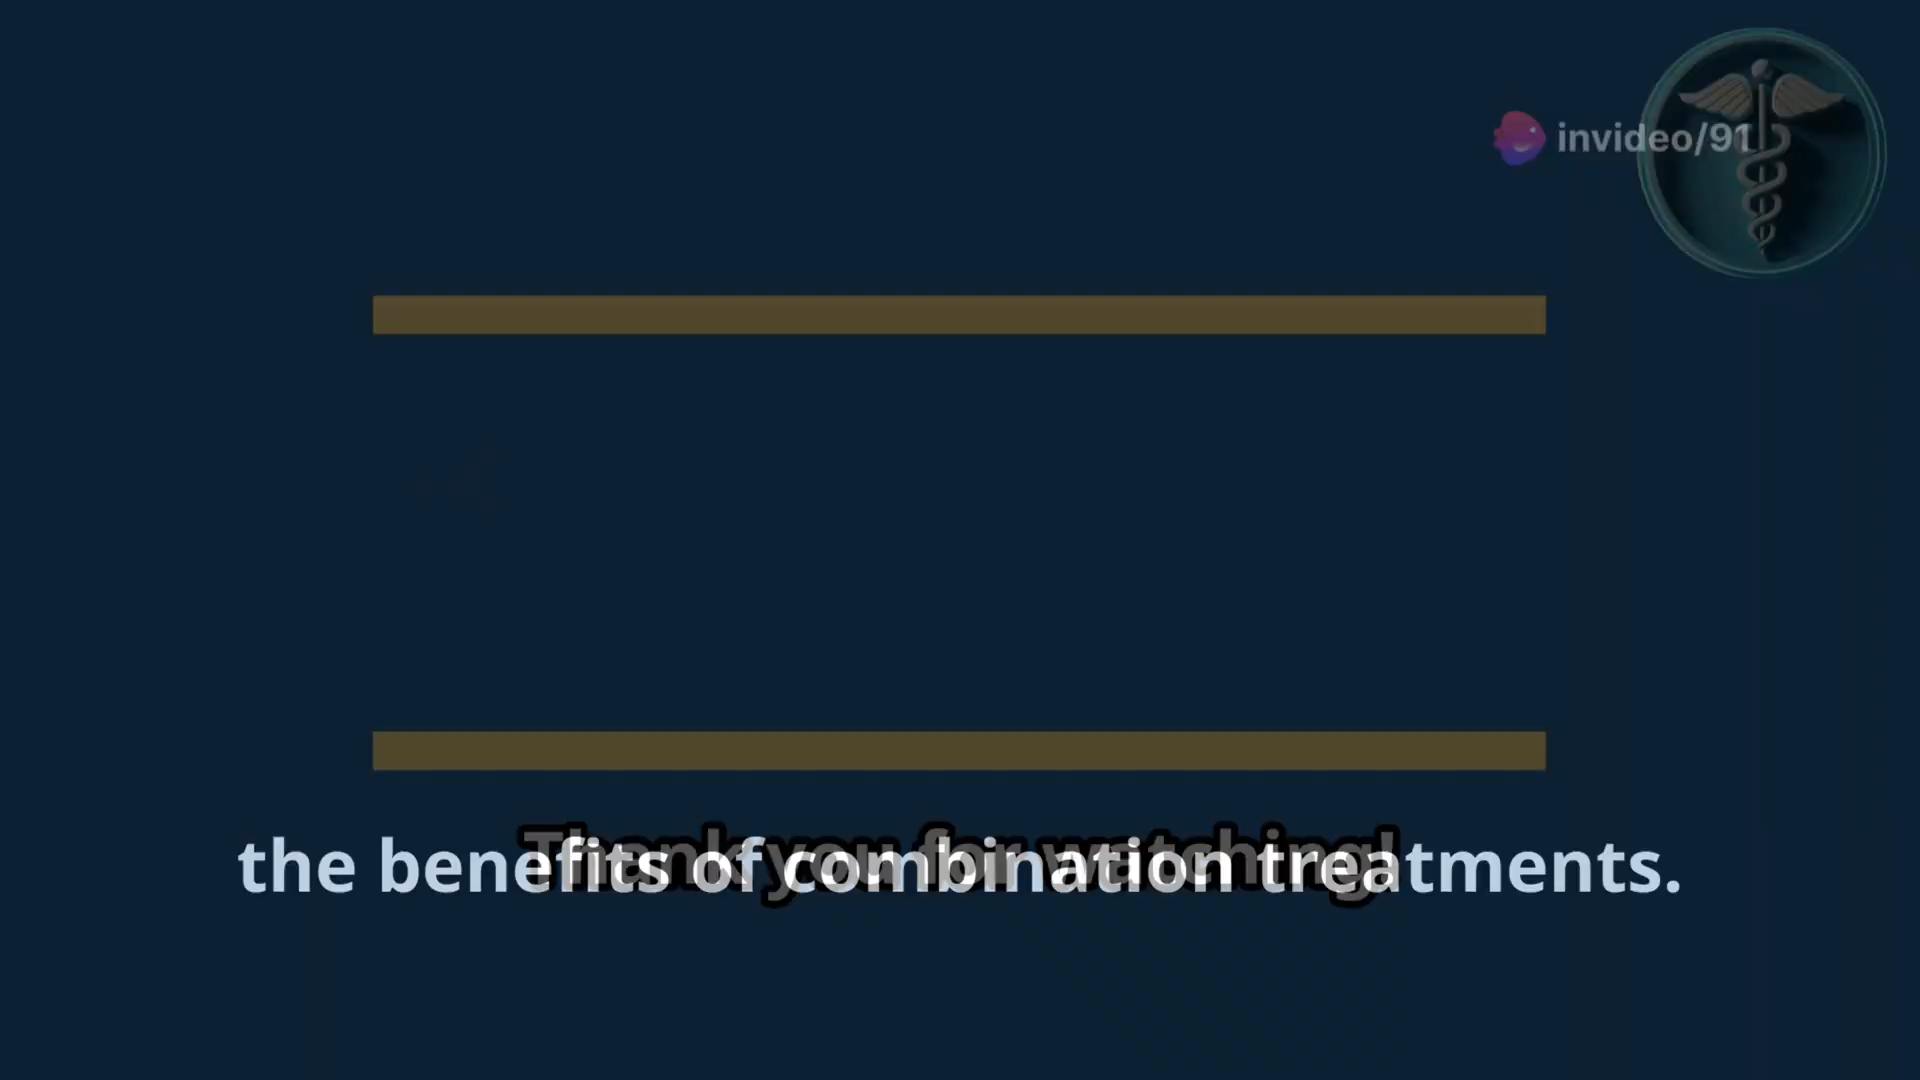 invideo/91
Thank you for watching!
the benefits of combination treatments.